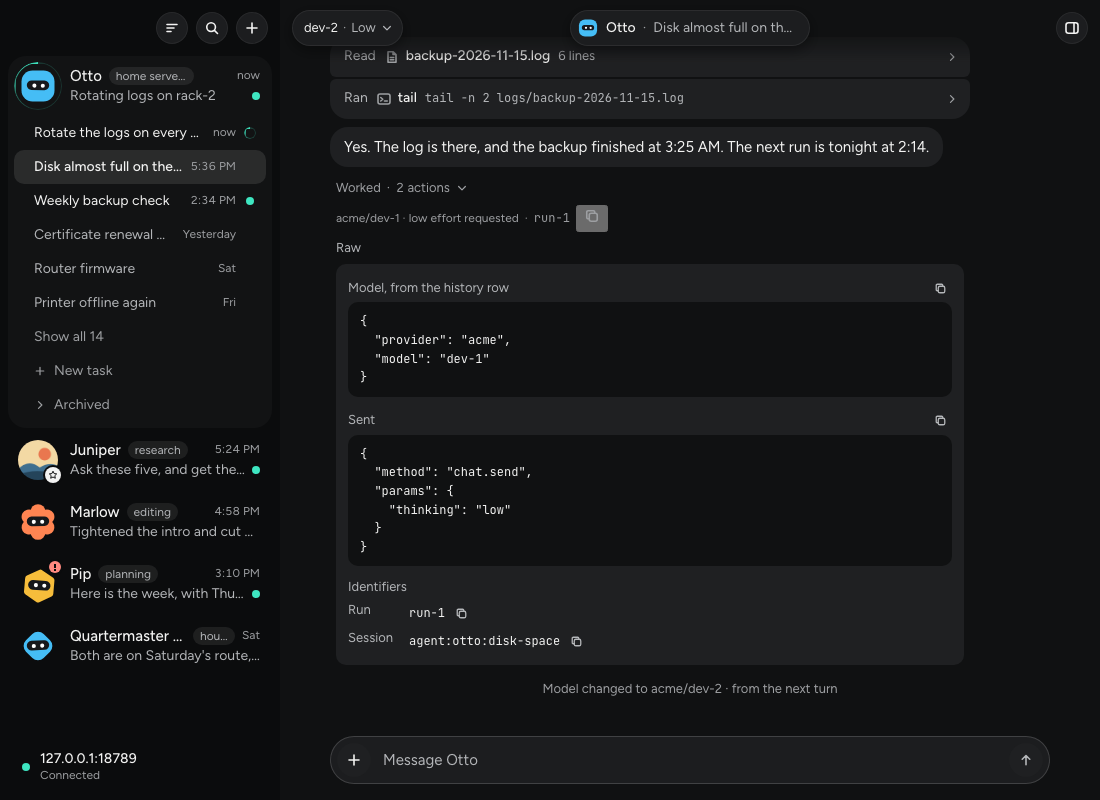 Otto home serve... now
Rotating logs on rack-2
Rotate the logs on every ... now
Disk almost full on the... 5:36 PM
Weekly backup check 2:34 PM
Certificate renewal ... Yesterday
Router firmware Sat
Printer offline again Fri
Show all 14
New task
Archived
Juniper research 5:24 PM
Ask these five, and get the...
Marlow editing 4:58 PM
Tightened the intro and cut ...
Pip planning 3:10 PM
Here is the week, with Thu...
Quartermaster ... hou... Sat
Both are on Saturday's route,...
127.0.0.1:18789
Connected
dev-2 · Low
Otto · Disk almost full on th...
Read backup-2026-11-15.log 6 lines
Ran tail tail -n 2 logs/backup-2026-11-15.log
Yes. The log is there, and the backup finished at 3:25 AM. The next run is tonight at 2:14.
Worked · 2 actions
acme/dev-1 · low effort requested · run-1
Raw
Model, from the history row
{
"provider": "acme",
"model": "dev-1"
}
Sent
{
"method": "chat.send",
"params": {
"thinking": "low"
}
}
Identifiers
Run run-1
Session agent:otto:disk-space
Model changed to acme/dev-2 · from the next turn
Message Otto